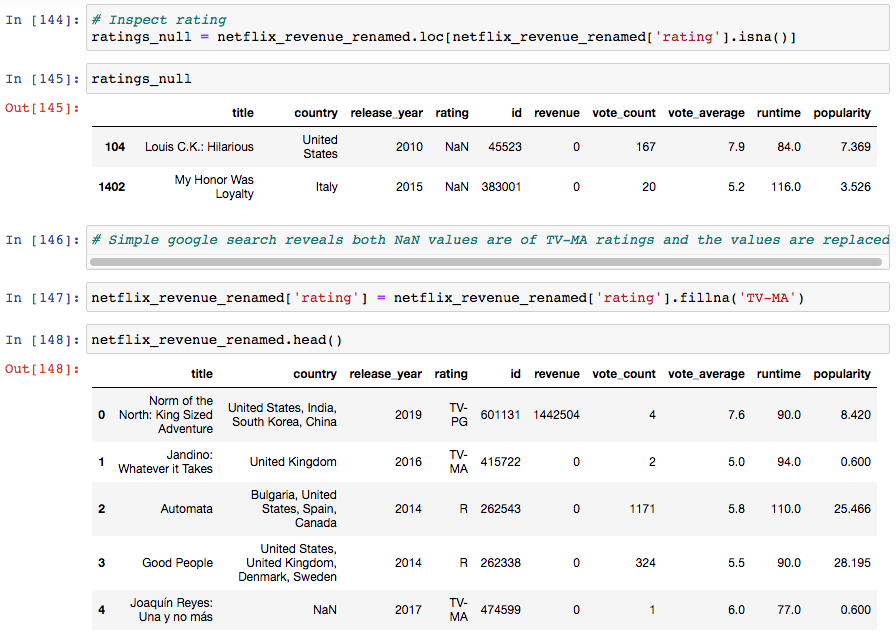 In [144]: # Inspect rating
ratings_null = netflix_revenue_renamed.loc[netflix_revenue_renamed['rating'].isna()]
In [145]: ratings_null
Out[145]:
title country release_year rating id revenue vote_count vote_average runtime popularity
104 Louis C.K.: Hilarious United States 2010 NaN 45523 0 167 7.9 84.0 7.369
1402 My Honor Was Loyalty Italy 2015 NaN 383001 0 20 5.2 116.0 3.526
In [146]: # Simple google search reveals both NaN values are of TV-MA ratings and the values are replaced
In [147]: netflix_revenue_renamed['rating'] = netflix_revenue_renamed['rating'].fillna('TV-MA')
In [148]: netflix_revenue_renamed.head()
Out[148]:
title country release_year rating id revenue vote_count vote_average runtime popularity
0 Norm of the North: King Sized Adventure United States, India, South Korea, China 2019 TV-PG 601131 1442504 4 7.6 90.0 8.420
1 Jandino: Whatever it Takes United Kingdom 2016 TV-MA 415722 0 2 5.0 94.0 0.600
2 Automata Bulgaria, United States, Spain, Canada 2014 R 262543 0 1171 5.8 110.0 25.466
3 Good People United States, United Kingdom, Denmark, Sweden 2014 R 262338 0 324 5.5 90.0 28.195
4 Joaquín Reyes: Una y no más NaN 2017 TV-MA 474599 0 1 6.0 77.0 0.600